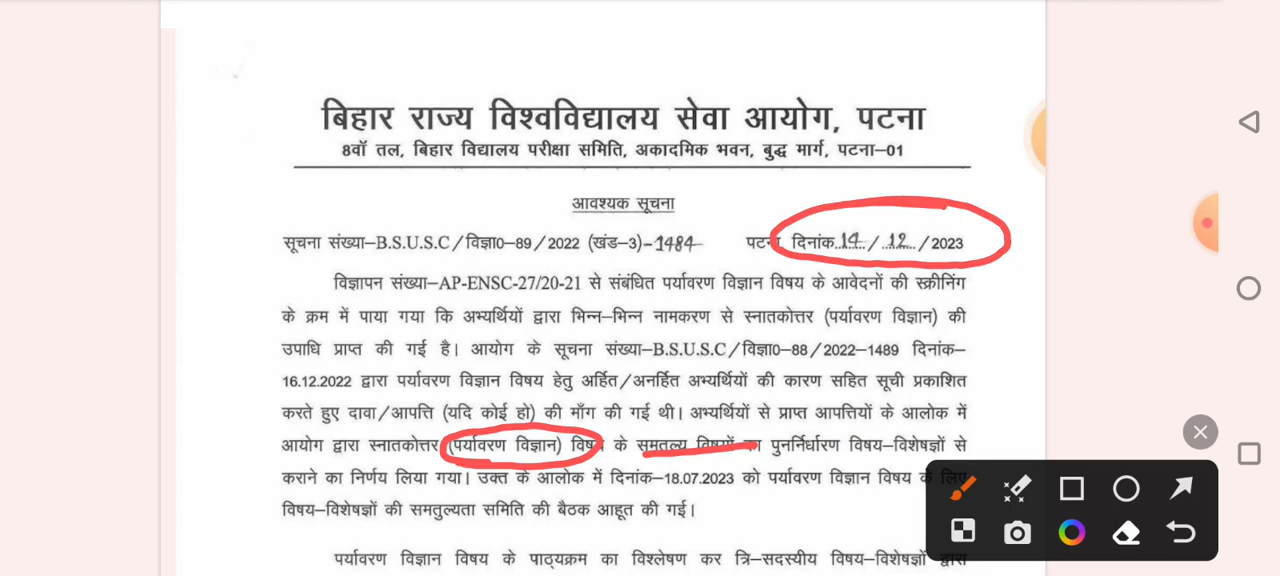 बिहार राज्य विश्वविद्यालय सेवा आयोग, पटना
8वॉ तल, बिहार विद्यालय परीक्षा समिति, अकादमिक भवन, बुद्ध मार्ग, पटना–01
आवश्यक सूचना
सूचना संख्या–B.S.U.S.C/विज्ञा0–89/2022 (खंड–3)–1484 पटना दिनांक..19../..12../2023
विज्ञापन संख्या–AP-ENSC-27/20-21 से संबंधित पर्यावरण विज्ञान विषय के आवेदनों की स्क्रीनिंग
के क्रम में पाया गया कि अभ्यर्थियों द्वारा भिन्न–भिन्न नामकरण से स्नातकोत्तर (पर्यावरण विज्ञान) की
उपाधि प्राप्त की गई है। आयोग के सूचना संख्या–B.S.U.S.C/विज्ञा0–88/2022–1489 दिनांक–
16.12.2022 द्वारा पर्यावरण विज्ञान विषय हेतु अर्हित/अनर्हित अभ्यर्थियों की कारण सहित सूची प्रकाशित
करते हुए दावा/आपत्ति (यदि कोई हो) की माँग की गई थी। अभ्यर्थियों से प्राप्त आपत्तियों के आलोक में
आयोग द्वारा स्नातकोत्तर (पर्यावरण विज्ञान) विषय के समतुल्य विषयों का पुनर्निर्धारण विषय–विशेषज्ञों से
कराने का निर्णय लिया गया। उक्त के आलोक में दिनांक–18.07.2023 को पर्यावरण विज्ञान विषय के लिए
विषय–विशेषज्ञों की समतुल्यता समिति की बैठक आहूत की गई।
पर्यावरण विज्ञान विषय के पाठ्यक्रम का विश्लेषण कर त्रि–सदस्यीय विषय–विशेषज्ञों द्वारा